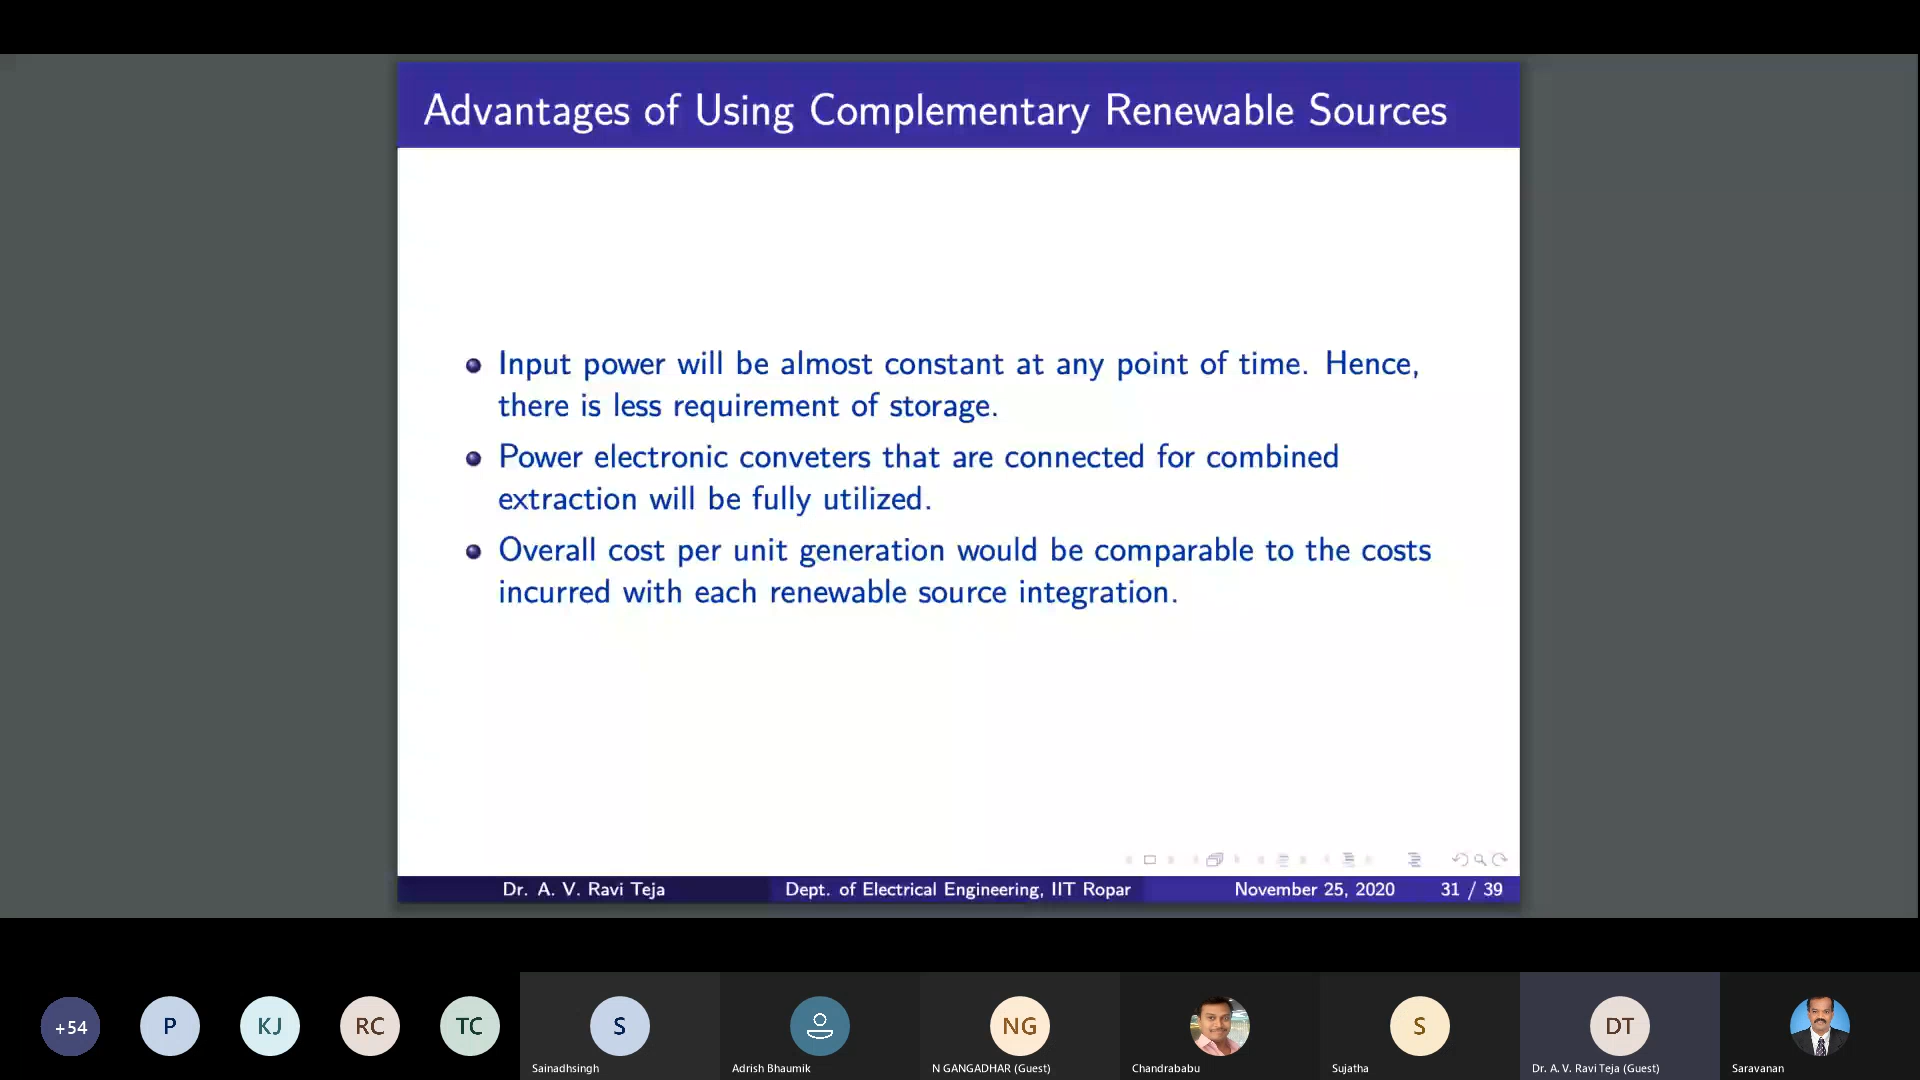 Advantages of Using Complementary Renewable Sources
Input power will be almost constant at any point of time. Hence,
there is less requirement of storage.
Power electronic conveters that are connected for combined
extraction will be fully utilized.
Overall cost per unit generation would be comparable to the costs
incurred with each renewable source integration.
Dr. A. V. Ravi Teja Dept. of Electrical Engineering, IIT Ropar November 25, 2020 31 / 39
+54 P KJ RC TC S NG S DT
Sainadhsingh Adrish Bhaumik N GANGADHAR (Guest) Chandrababu Sujatha Dr. A. V. Ravi Teja (Guest) Saravanan